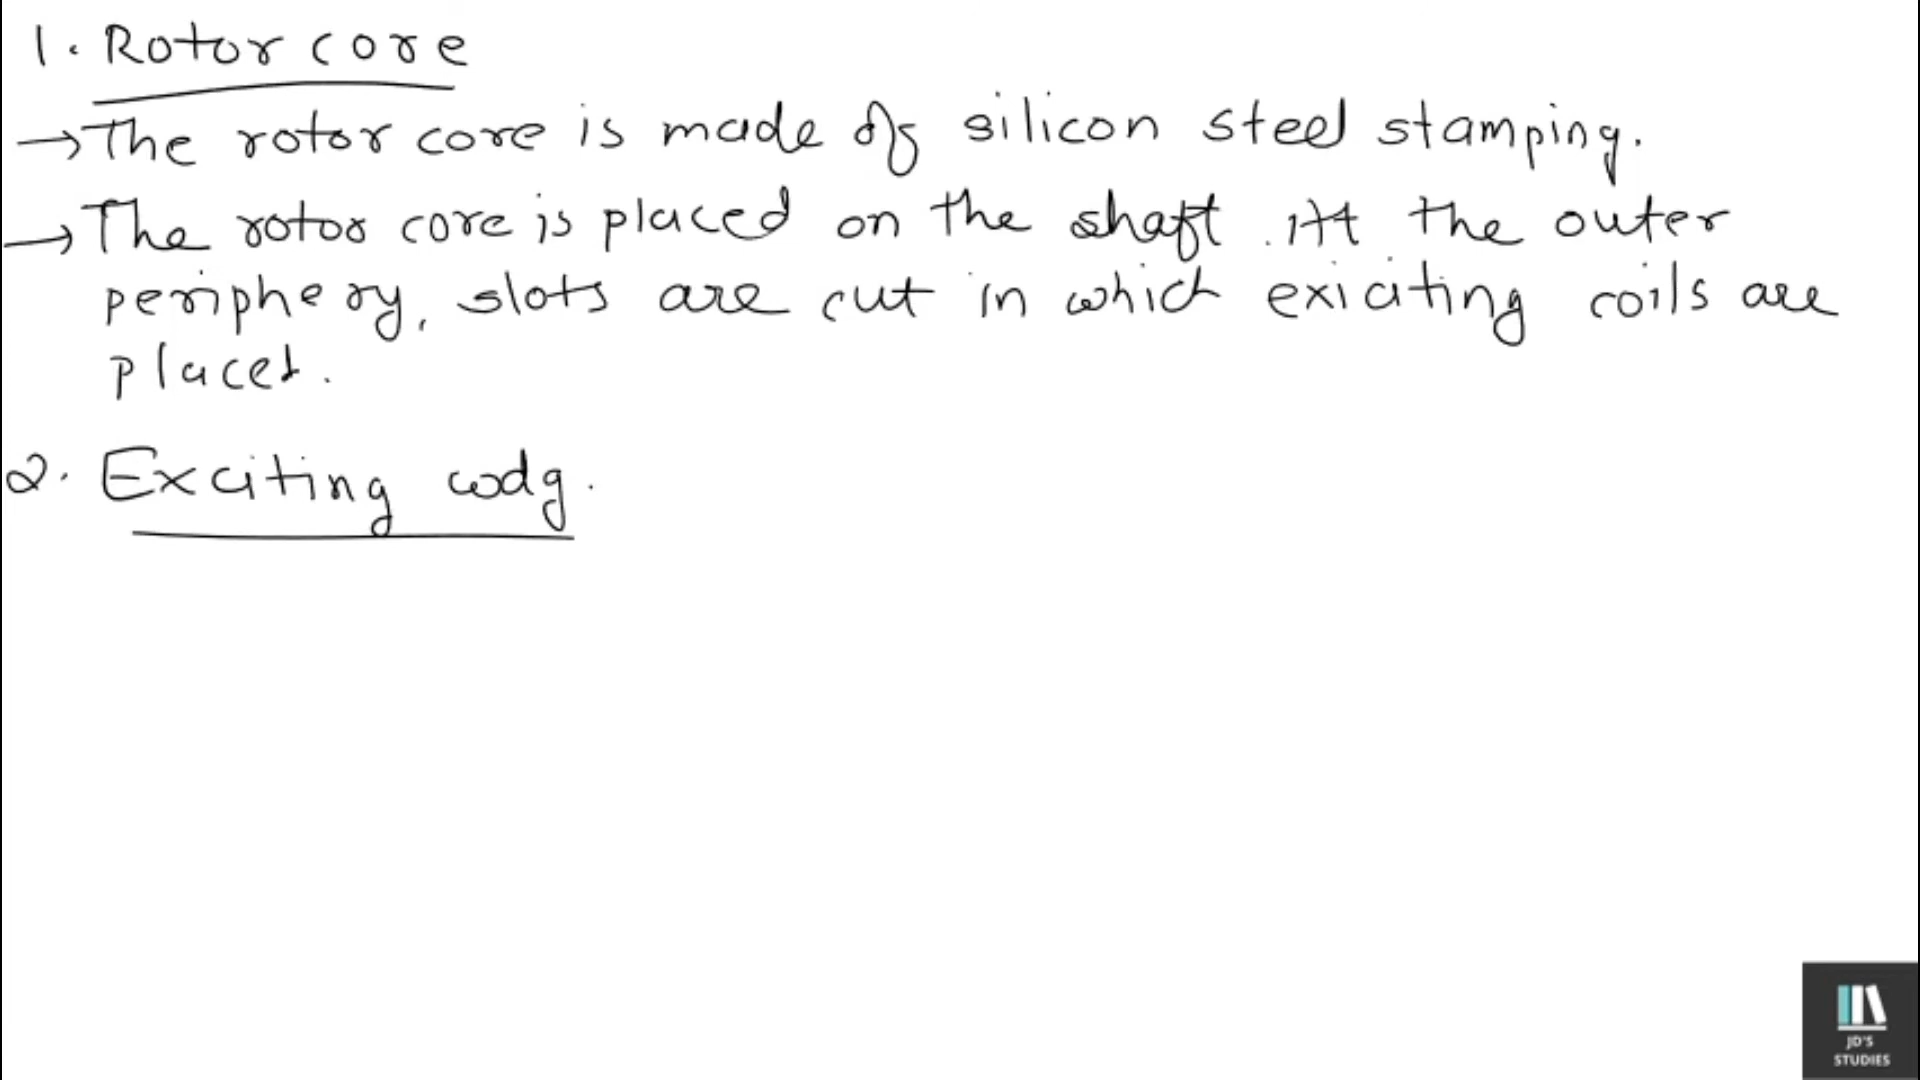 1. Rotor core
→ The rotor core is made of silicon steel stamping.
→ The rotor core is placed on the shaft. At the outer
periphery, slots are cut in which exiciting coils are
placed.
2. Exciting wdg.
JD'S
STUDIES